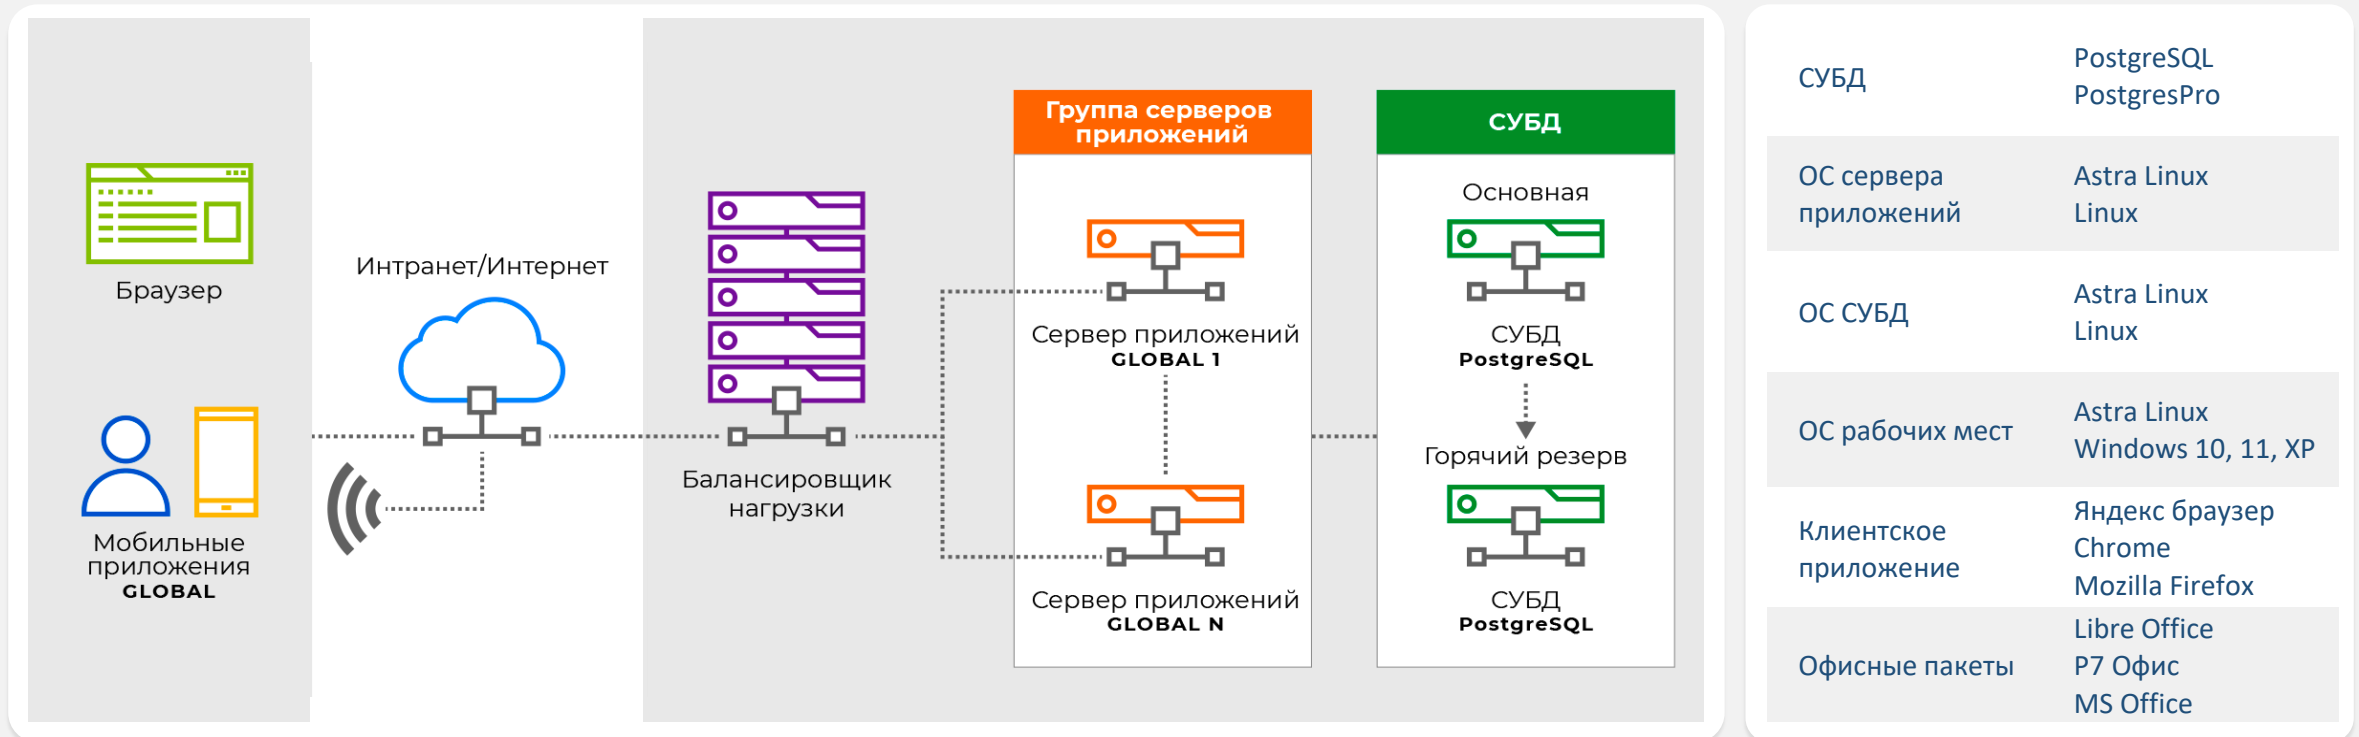 Браузер
Мобильные
приложения
GLOBAL
Интранет/Интернет
Балансировщик
нагрузки
Группа серверов
приложений
Сервер приложений
GLOBAL 1
Сервер приложений
GLOBAL N
СУБД
Основная
СУБД
PostgreSQL
Горячий резерв
СУБД
PostgreSQL
СУБД
PostgreSQL
PostgresPro
ОС сервера
приложений
Astra Linux
Linux
ОС СУБД
Astra Linux
Linux
ОС рабочих мест
Astra Linux
Windows 10, 11, XP
Клиентское
приложение
Яндекс браузер
Chrome
Mozilla Firefox
Офисные пакеты
Libre Office
Р7 Офис
MS Office